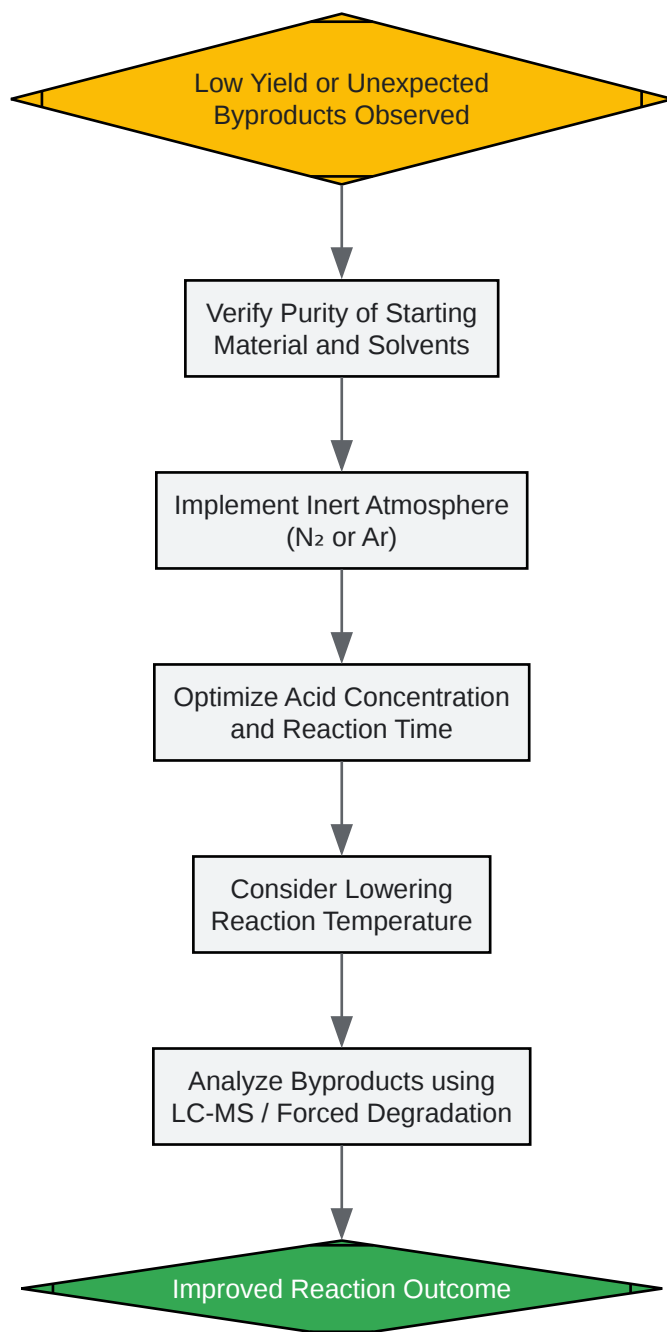 Low Yield or Unexpected
Byproducts Observed
Verify Purity of Starting
Material and Solvents
Implement Inert Atmosphere
(N₂ or Ar)
Optimize Acid Concentration
and Reaction Time
Consider Lowering
Reaction Temperature
Analyze Byproducts using
LC-MS / Forced Degradation
Improved Reaction Outcome